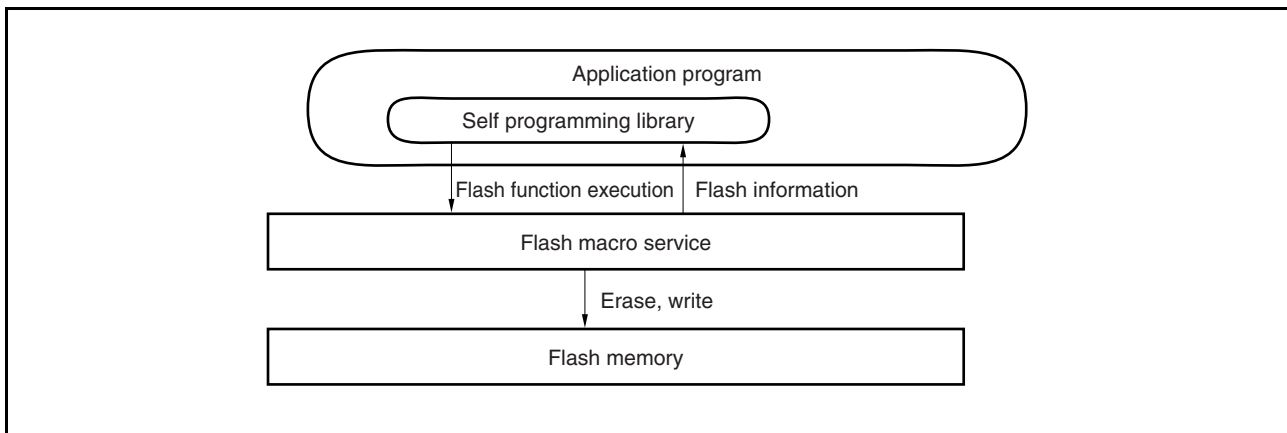 Application program
Self programming library
Flash function execution
Flash information
Flash macro service
Erase, write
Flash memory